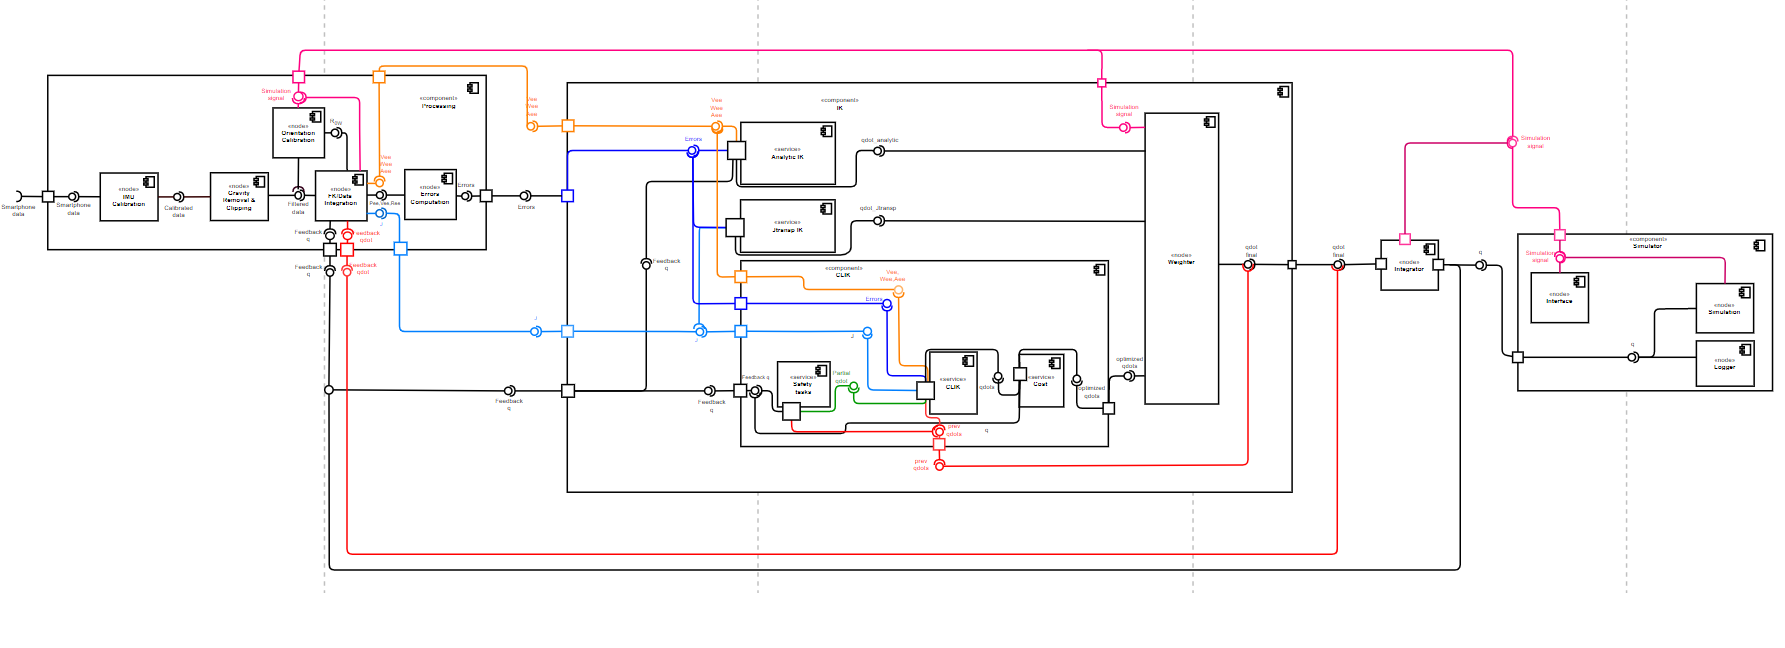 Smartphone
data
Smartphone
data
«node»
IMU
Calibration
Calibrated
data
«node»
Gravity
Removal &
Clipping
Filtered
data
Simulation
signal
«node»
Orientation
Calibration
«component»
Processing
Vee
Wee
Aee
«node»
FK/Data
Integration
Pee,Vee,Ree
J
«node»
Errors
Computation
Errors
Errors
Feedback
q
eedback
qdot
Feedback
q
Feedback
qdot
Vee
Wee
Aee
«component»
IK
Vee
Wee
Aee
Errors
«service»
Analytic IK
qdot_analytic
«service»
Jtransp IK
qdot_Jtransp
Feedback
q
J
J
Feedback
q
Feedback
q
«component»
CLIK
Vee,
Wee,Aee
Errors
J
Feedback q
«service»
Safety
tasks
Partial
qdot
«service»
CLIK
qdots
«service»
Cost
optimized
qdots
optimized
qdots
prev
qdots
q
prev
qdots
Simulation
signal
«node»
Weighter
qdot
final
qdot
final
«node»
Integrator
q
Simulation
signal
«component»
Simulator
Simulation
signal
«node»
Interface
«node»
Simulation
q
«node»
Logger